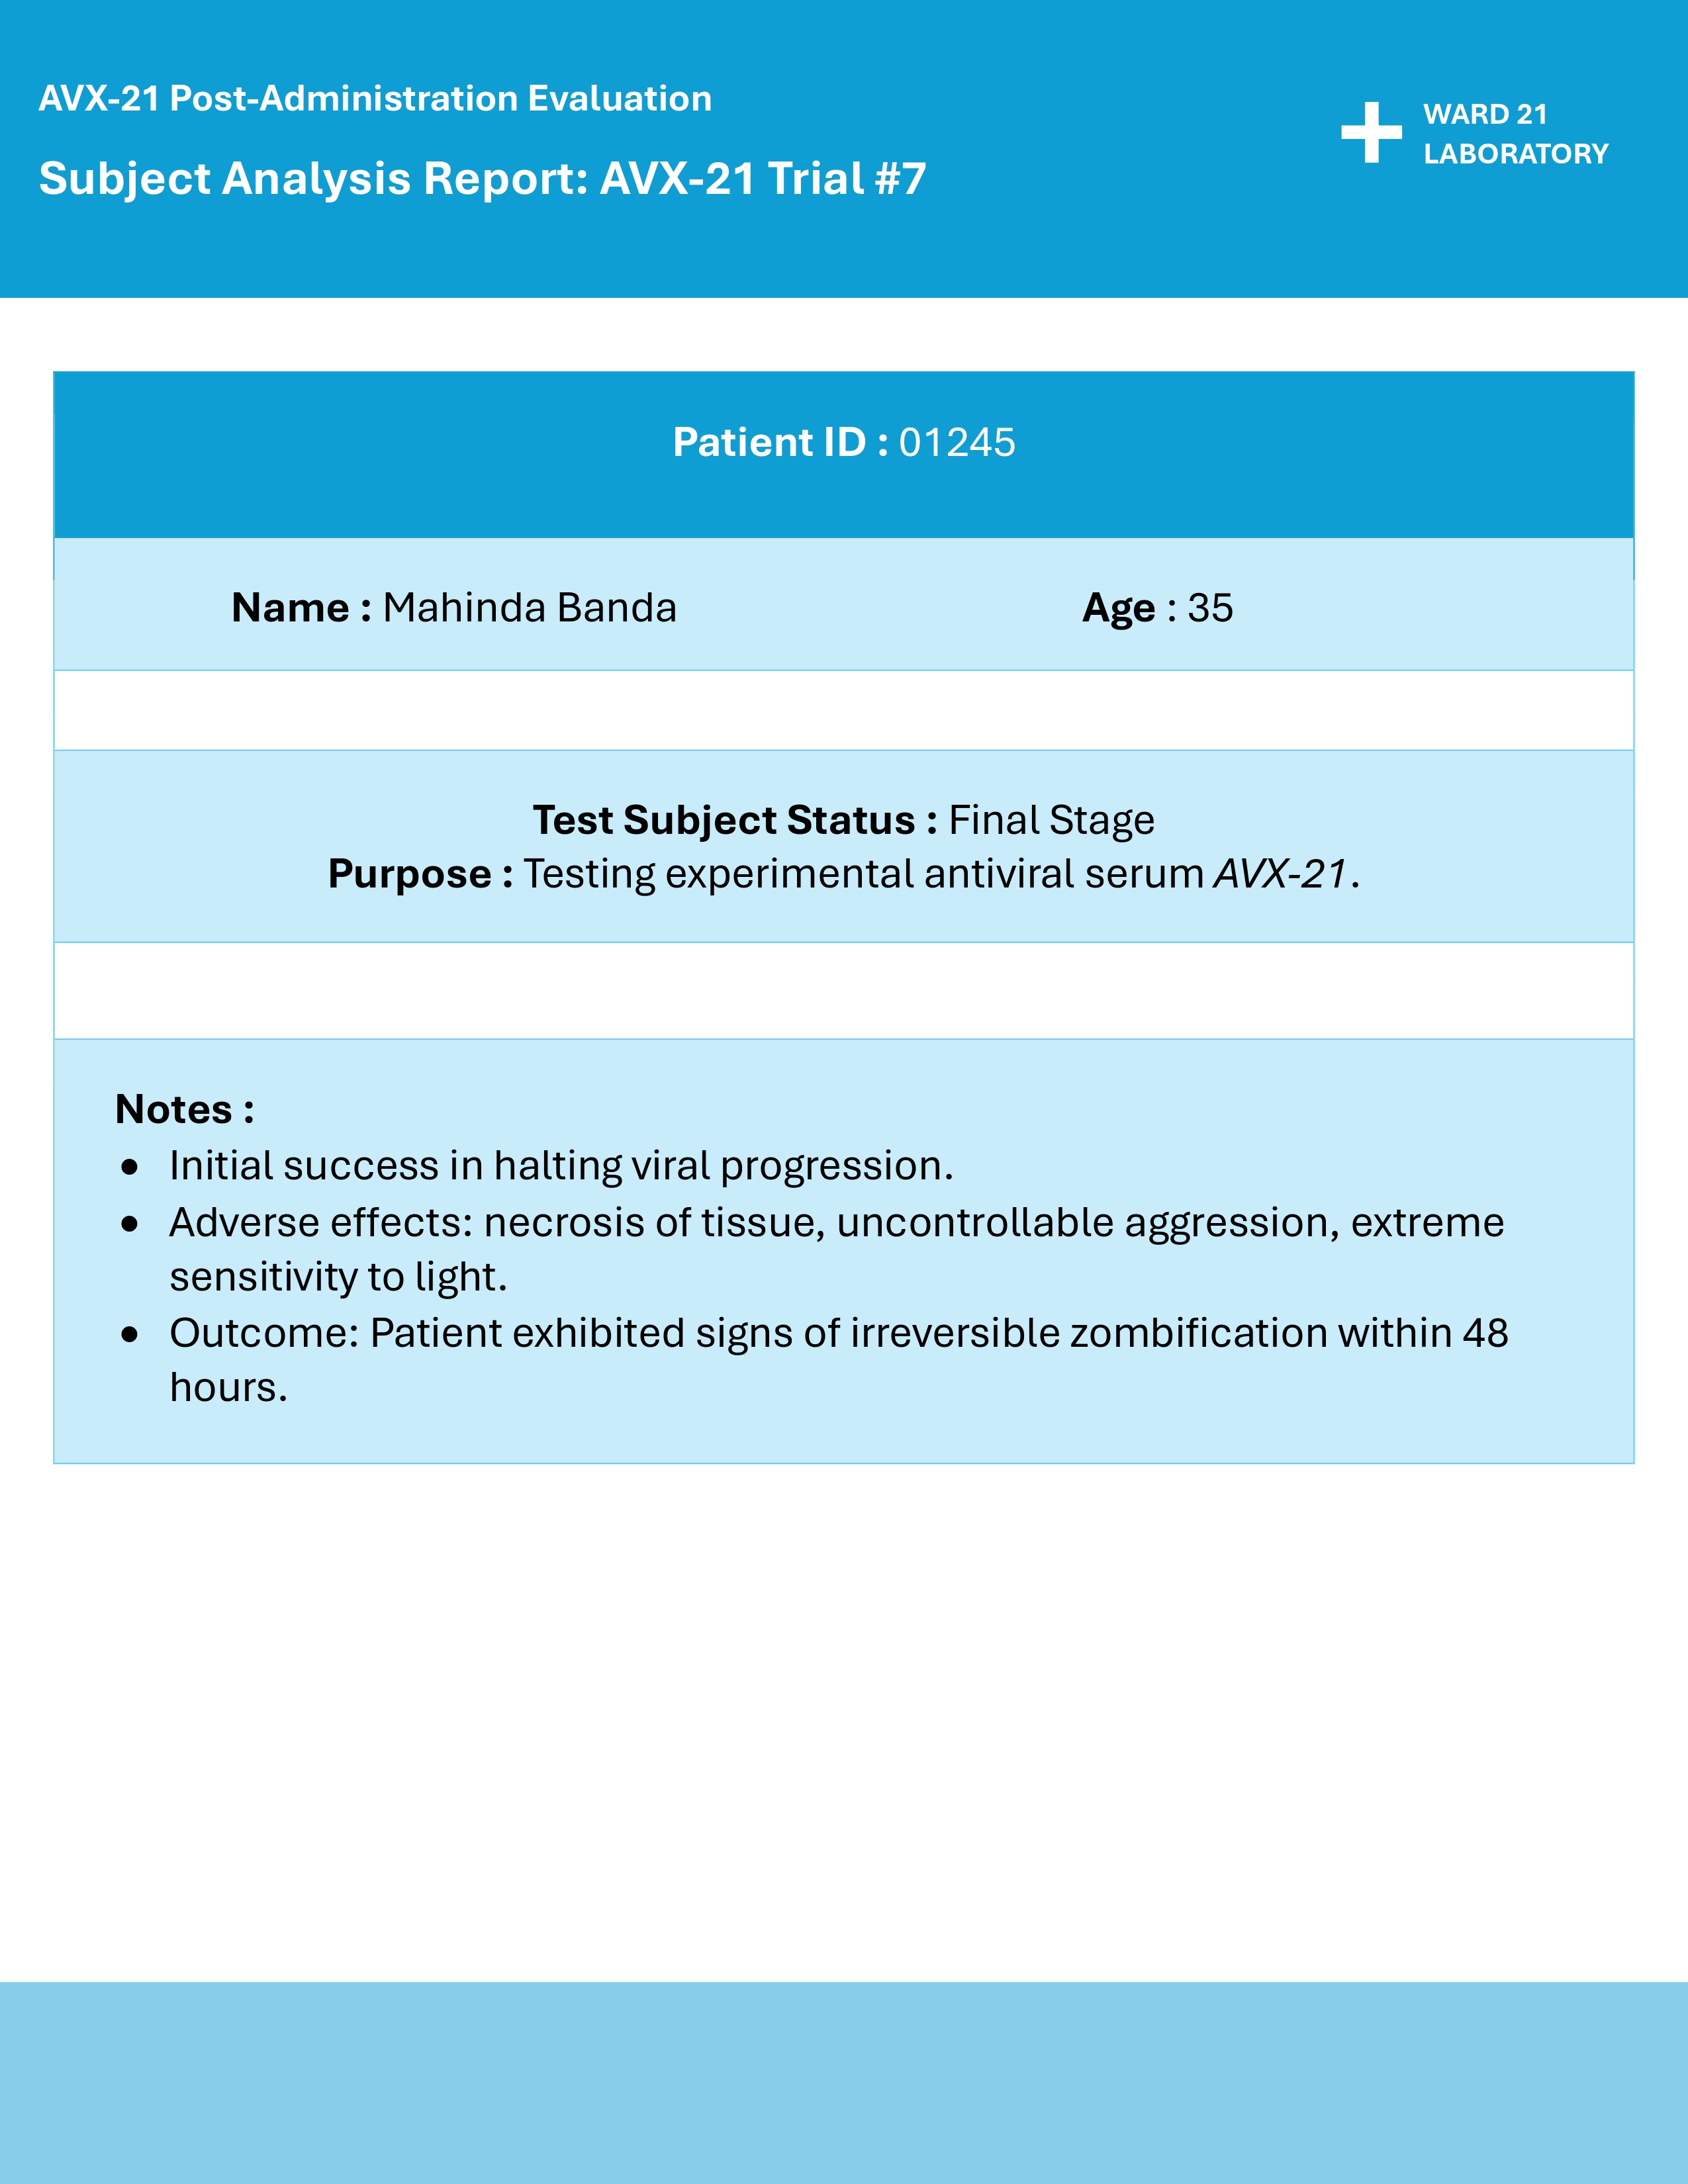 AVX-21 Post-Administration Evaluation
Subject Analysis Report: AVX-21 Trial #7
WARD 21
LABORATORY
Patient ID : 01245
Name : Mahinda Banda
Age : 35
Test Subject Status : Final Stage
Purpose : Testing experimental antiviral serum AVX-21.
Notes :
● Initial success in halting viral progression.
● Adverse effects: necrosis of tissue, uncontrollable aggression, extreme
sensitivity to light.
● Outcome: Patient exhibited signs of irreversible zombification within 48
hours.